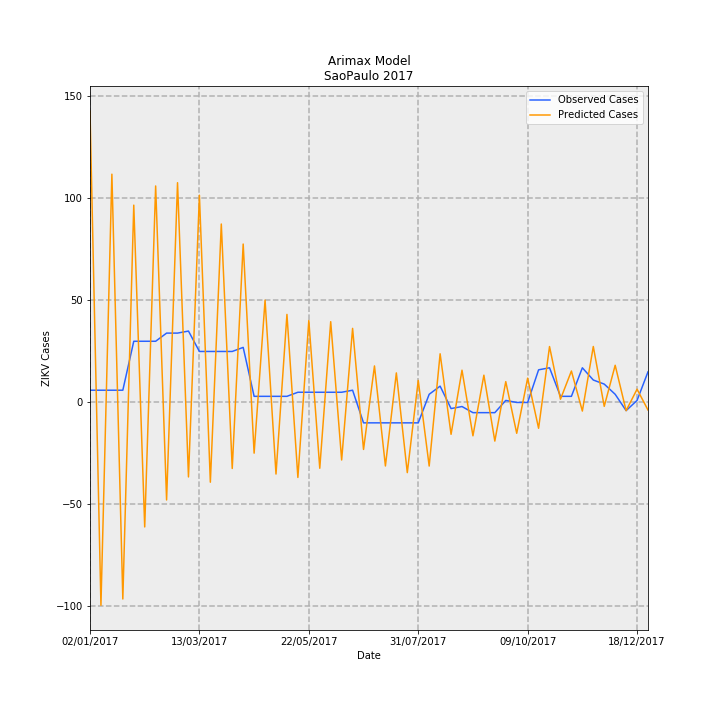 Arimax Model
SaoPaulo 2017
Observed Cases
Predicted Cases
150
100
50
0
−50
−100
ZIKV Cases
02/01/2017 13/03/2017 22/05/2017 31/07/2017 09/10/2017 18/12/2017
Date